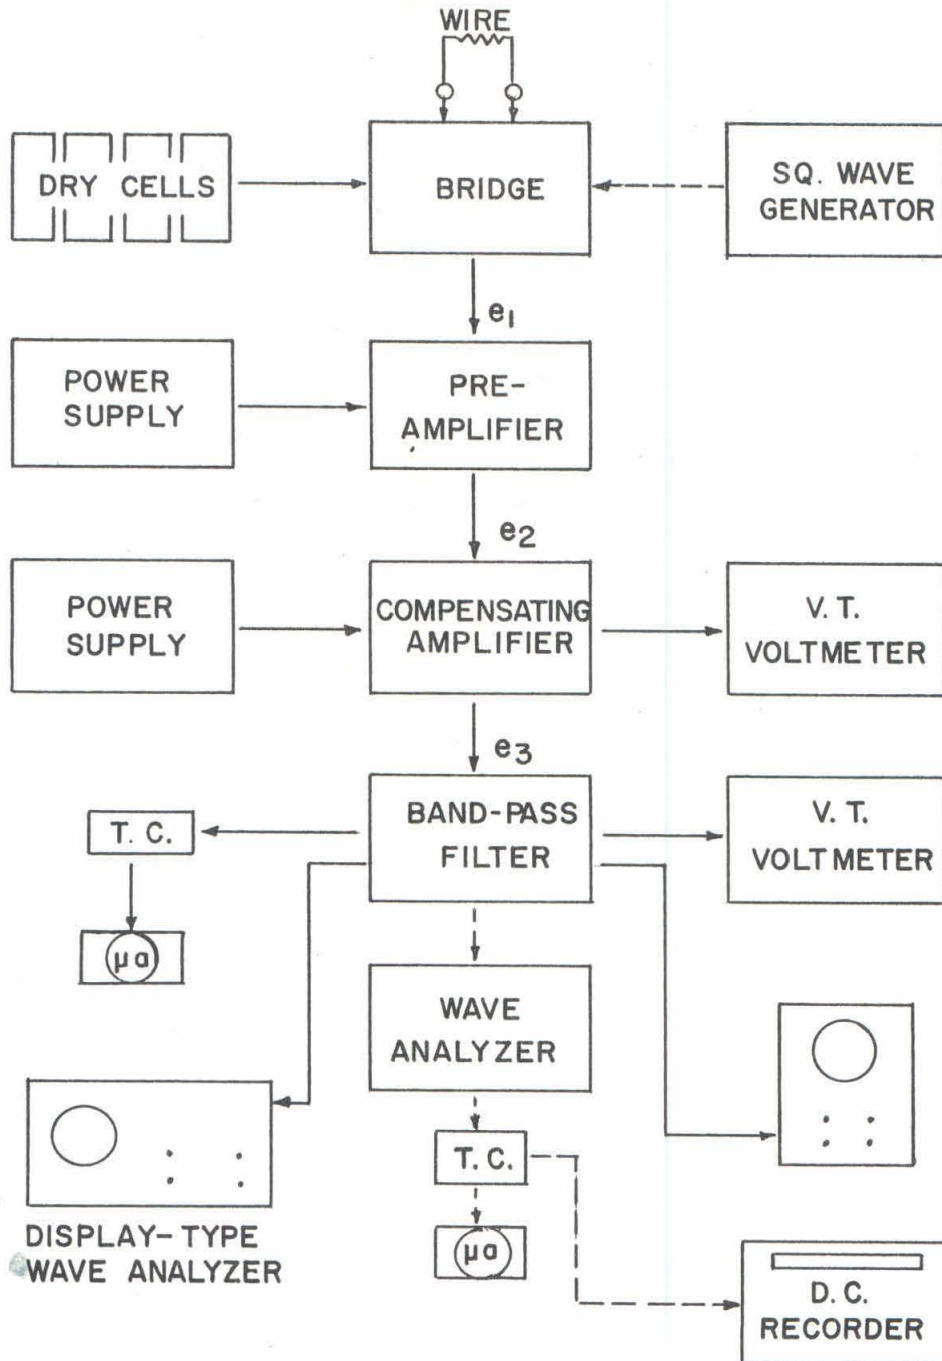 WIRE
DRY CELLS
BRIDGE
SQ. WAVE
GENERATOR
e1
POWER
SUPPLY
PRE-
AMPLIFIER
e2
POWER
SUPPLY
COMPENSATING
AMPLIFIER
V. T.
VOLTMETER
e3
T. C.
BAND-PASS
FILTER
V. T.
VOLTMETER
μa
WAVE
ANALYZER
T. C.
DISPLAY-TYPE
WAVE ANALYZER
μa
D. C.
RECORDER